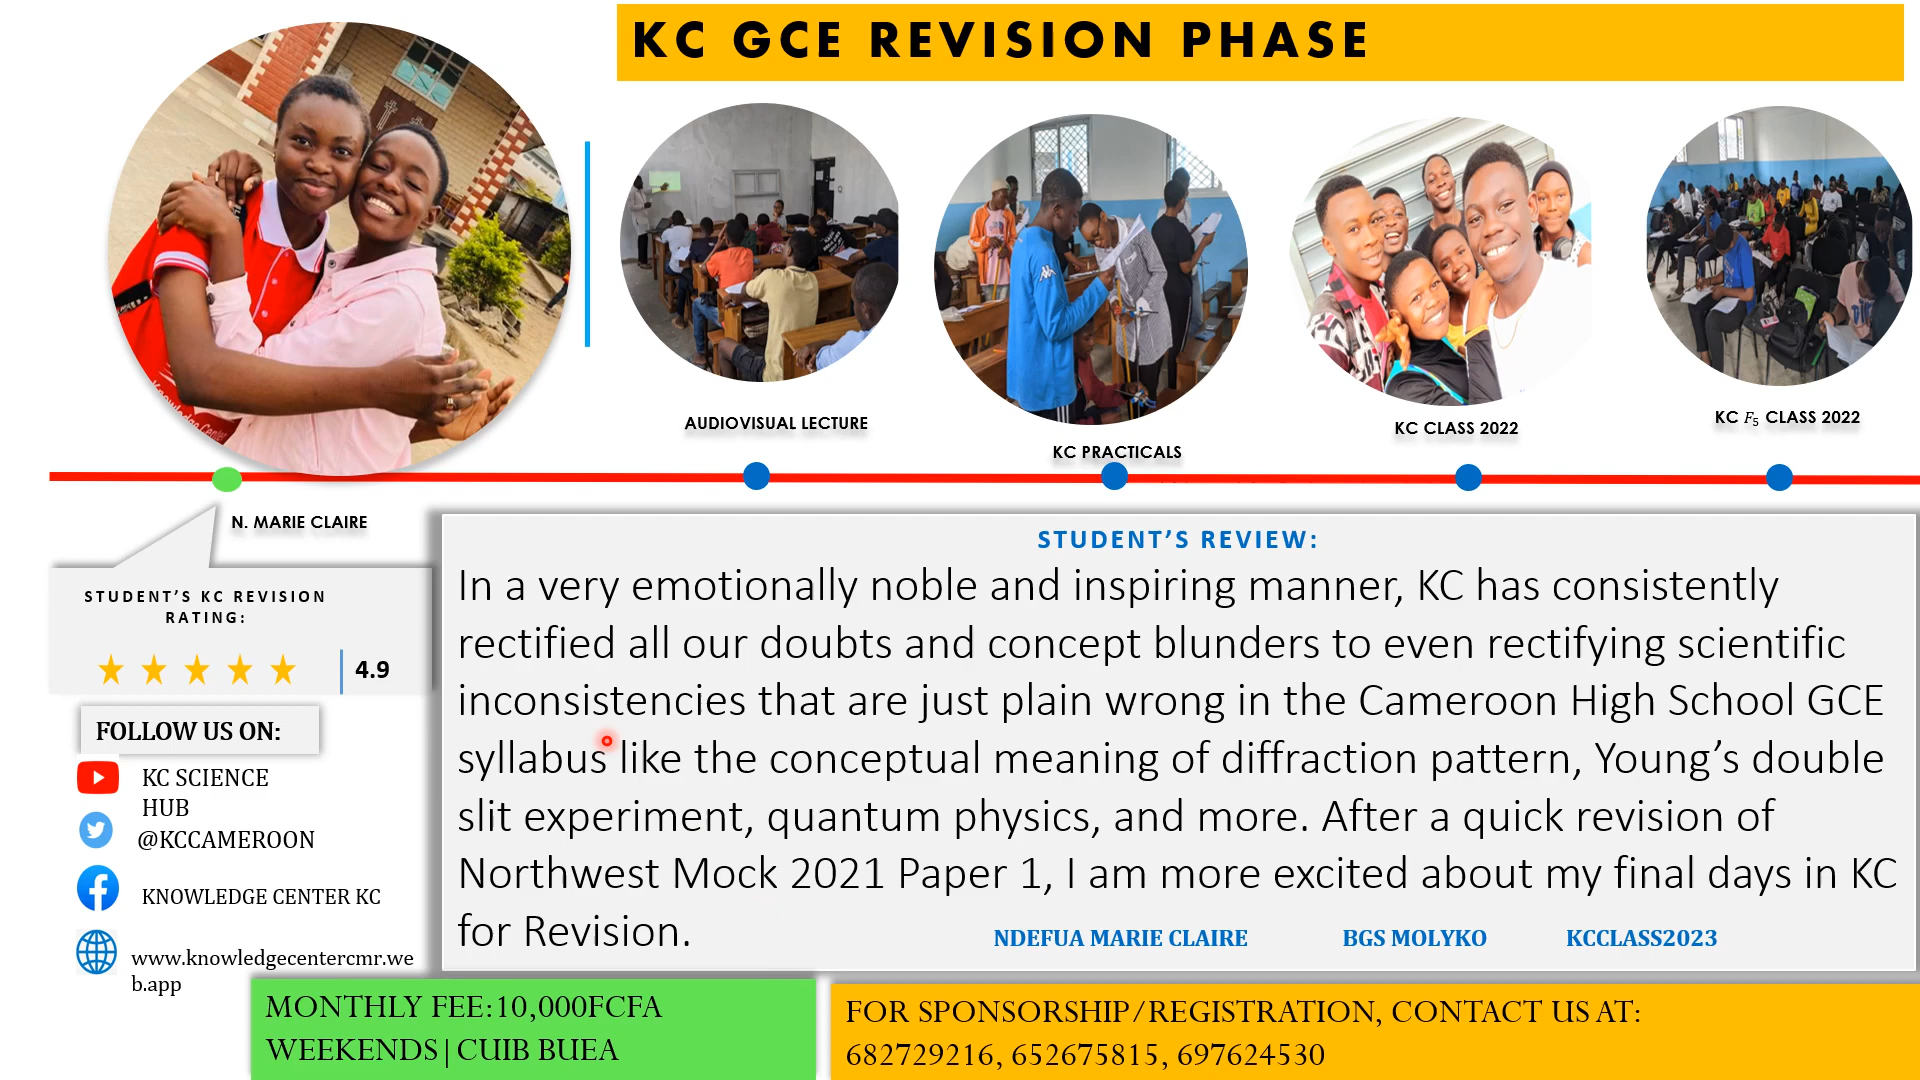 KC GCE REVISION PHASE
AUDIOVISUAL LECTURE
KC PRACTICALS
KC CLASS 2022
KC F5 CLASS 2022
N. MARIE CLAIRE
STUDENT'S KC REVISION
RATING:
4.9
FOLLOW US ON:
KC SCIENCE
HUB
@KCCAMEROON
KNOWLEDGE CENTER KC
www.knowledgecentercmr.we
b.app
STUDENT'S REVIEW:
In a very emotionally noble and inspiring manner, KC has consistently
rectified all our doubts and concept blunders to even rectifying scientific
inconsistencies that are just plain wrong in the Cameroon High School GCE
syllabus like the conceptual meaning of diffraction pattern, Young's double
slit experiment, quantum physics, and more. After a quick revision of
Northwest Mock 2021 Paper 1, I am more excited about my final days in KC
for Revision.
NDEFUA MARIE CLAIRE BGS MOLYKO KCCLASS2023
MONTHLY FEE:10,000FCFA
WEEKENDS|CUIB BUEA
FOR SPONSORSHIP/REGISTRATION, CONTACT US AT:
682729216, 652675815, 697624530
Knowledge Center